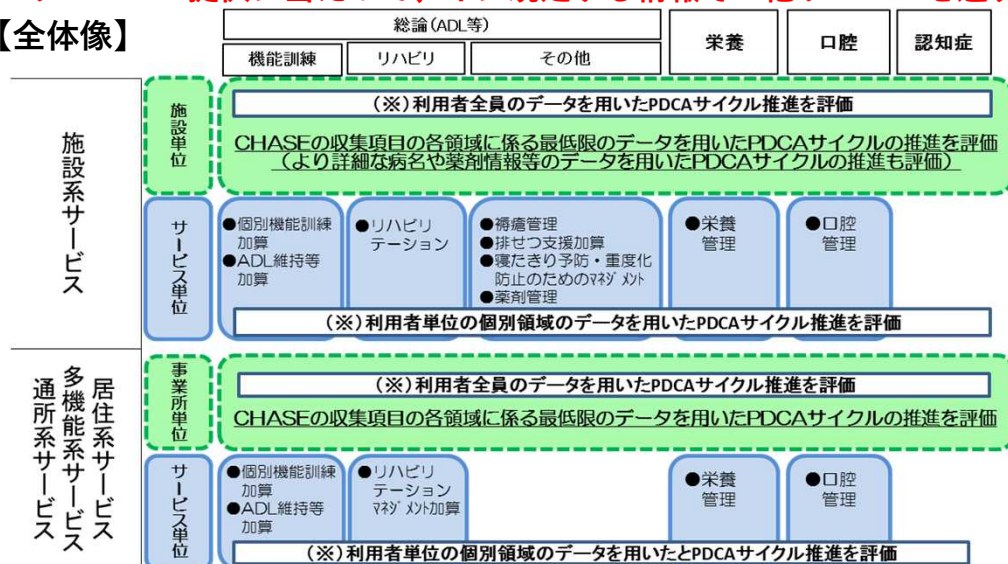 【全体像】
総論(ADL等)
機能訓練
リハビリ
その他
栄養
口腔
認知症
施設系サービス
施設単位
(※)利用者全員のデータを用いたPDCAサイクル推進を評価
CHASEの収集項目の各領域に係る最低限のデータを用いたPDCAサイクルの推進を評価
(より詳細な病名や薬剤情報等のデータを用いたPDCAサイクルの推進も評価)
サービス単位
●個別機能訓練
加算
●ADL維持等
加算
●リハビリ
テーション
●褥瘡管理
●排せつ支援加算
●寝たきり予防・重度化
防止のためのマネジメント
●薬剤管理
●栄養
管理
●口腔
管理
(※)利用者単位の個別領域のデータを用いたPDCAサイクル推進を評価
居住系サービス
多機能系サービス
通所系サービス
事業所単位
(※)利用者全員のデータを用いたPDCAサイクル推進を評価
CHASEの収集項目の各領域に係る最低限のデータを用いたPDCAサイクルの推進を評価
サービス単位
●個別機能訓練
加算
●ADL維持等
加算
●リハビリ
テーション
マネジメント加算
●栄養
管理
●口腔
管理
(※)利用者単位の個別領域のデータを用いたとPDCAサイクル推進を評価